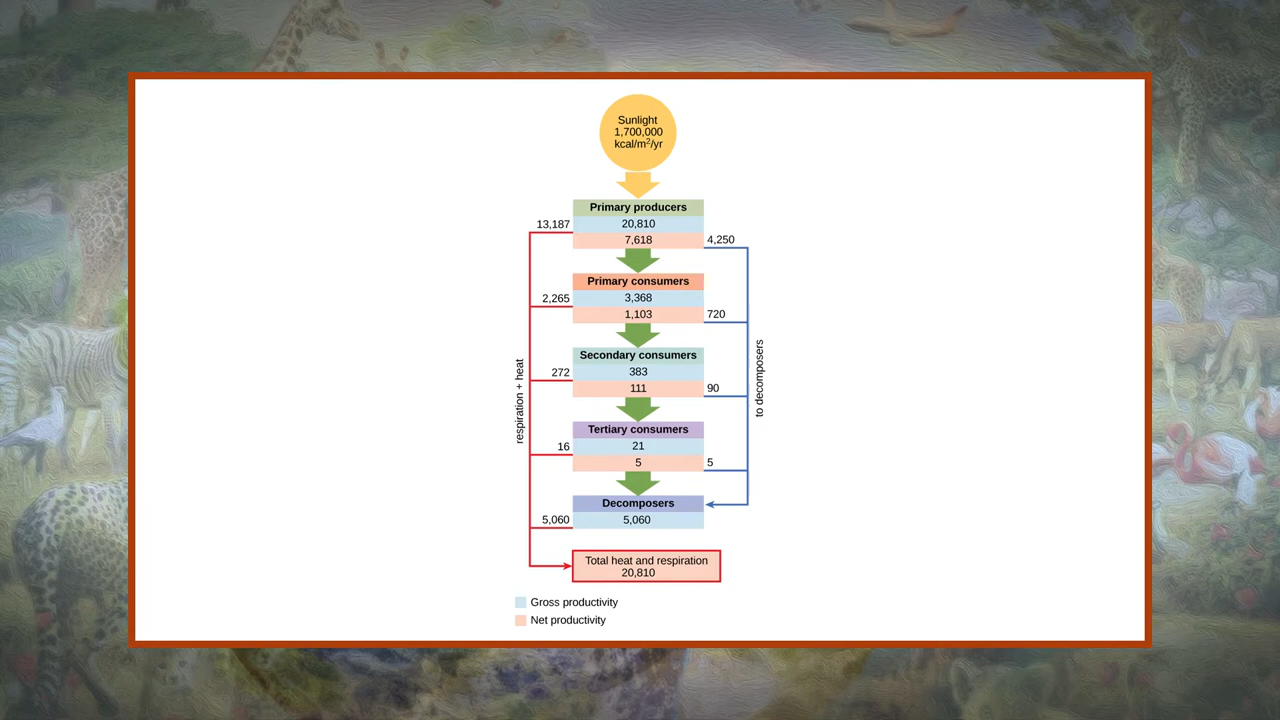 Sunlight
1,700,000
kcal/m²/yr
Primary producers
13,187
20,810
7,618
4,250
Primary consumers
2,265
3,368
1,103
720
Secondary consumers
272
383
111
90
Tertiary consumers
16
21
5
5
Decomposers
5,060
5,060
respiration + heat
to decomposers
Total heat and respiration
20,810
Gross productivity
Net productivity